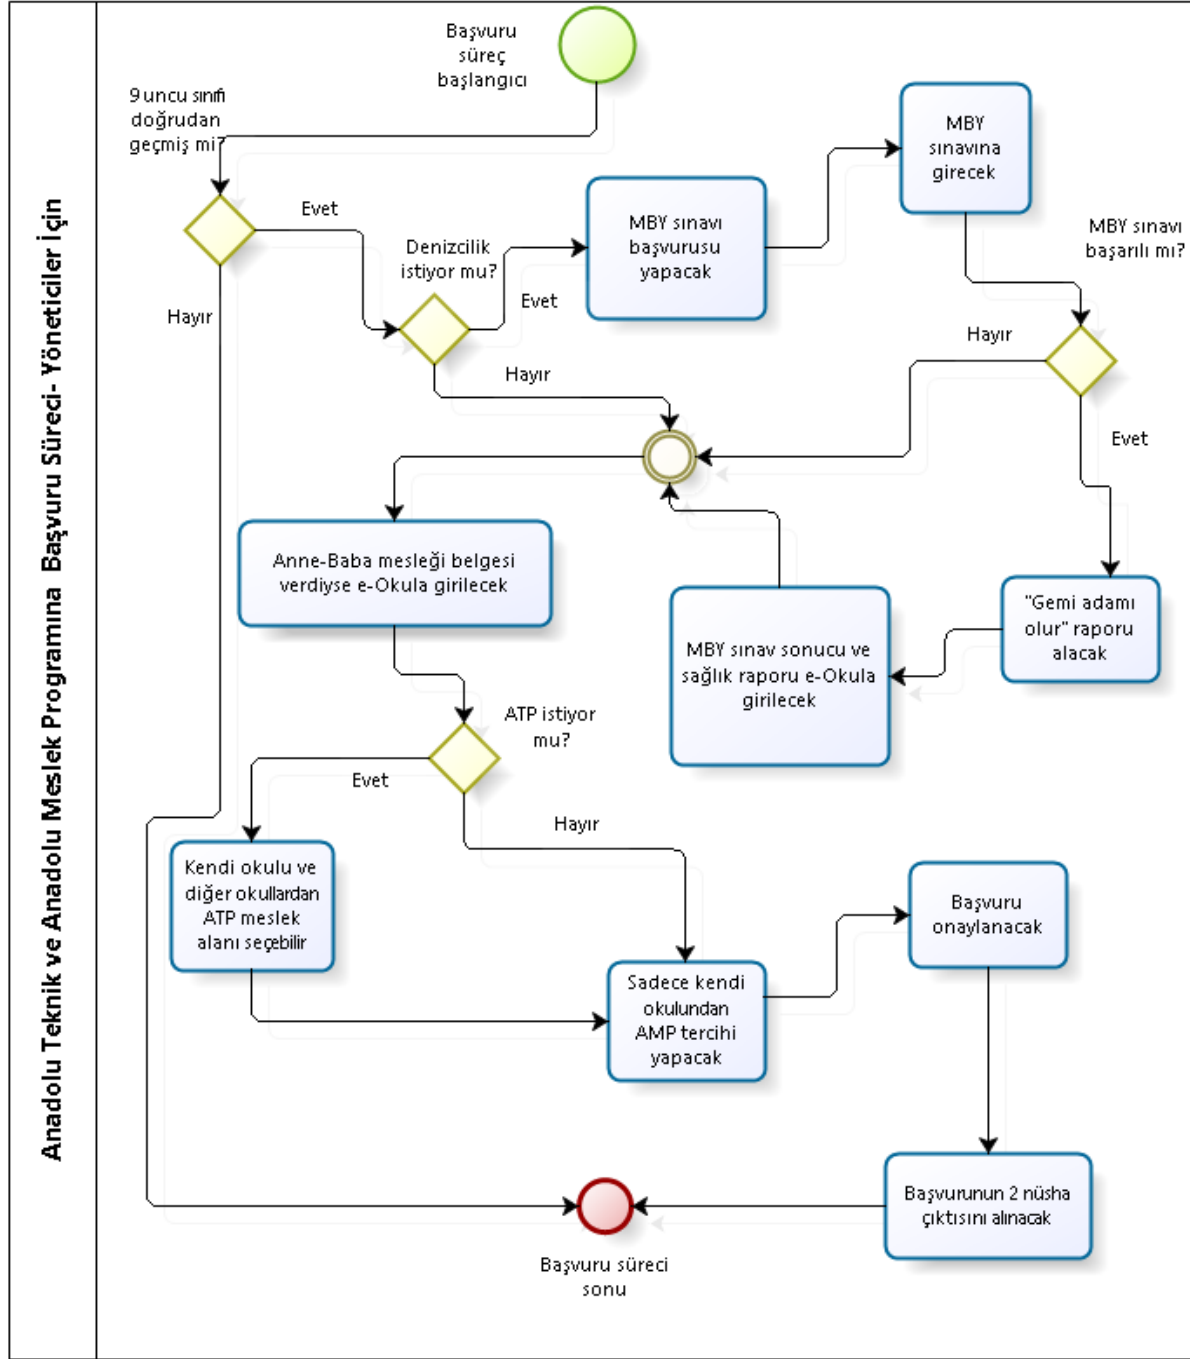 Anadolu Teknik ve Anadolu Meslek Programına Başvuru Süreci- Yöneticiler İçin
Başvuru
süreç
başlangıcı
9 uncu sınıfı
doğrudan
geçmiş mi?
Evet
Hayır
Denizcilik
istiyor mu?
Evet
Hayır
MBY sınavı
başvurusu
yapacak
MBY
sınavına
girecek
MBY sınavı
başarılı mı?
Hayır
Evet
"Gemi adamı
olur" raporu
alacak
MBY sınav sonucu ve
sağlık raporu e-Okula
girilecek
Anne-Baba mesleği belgesi
verdiyse e-Okula girilecek
ATP istiyor
mu?
Evet
Hayır
Kendi okulu ve
diğer okullardan
ATP meslek
alanı seçebilir
Sadece kendi
okulundan
AMP tercihi
yapacak
Başvuru
onaylanacak
Başvurunun 2 nüsha
çıktısını alınacak
Başvuru süreci
sonu